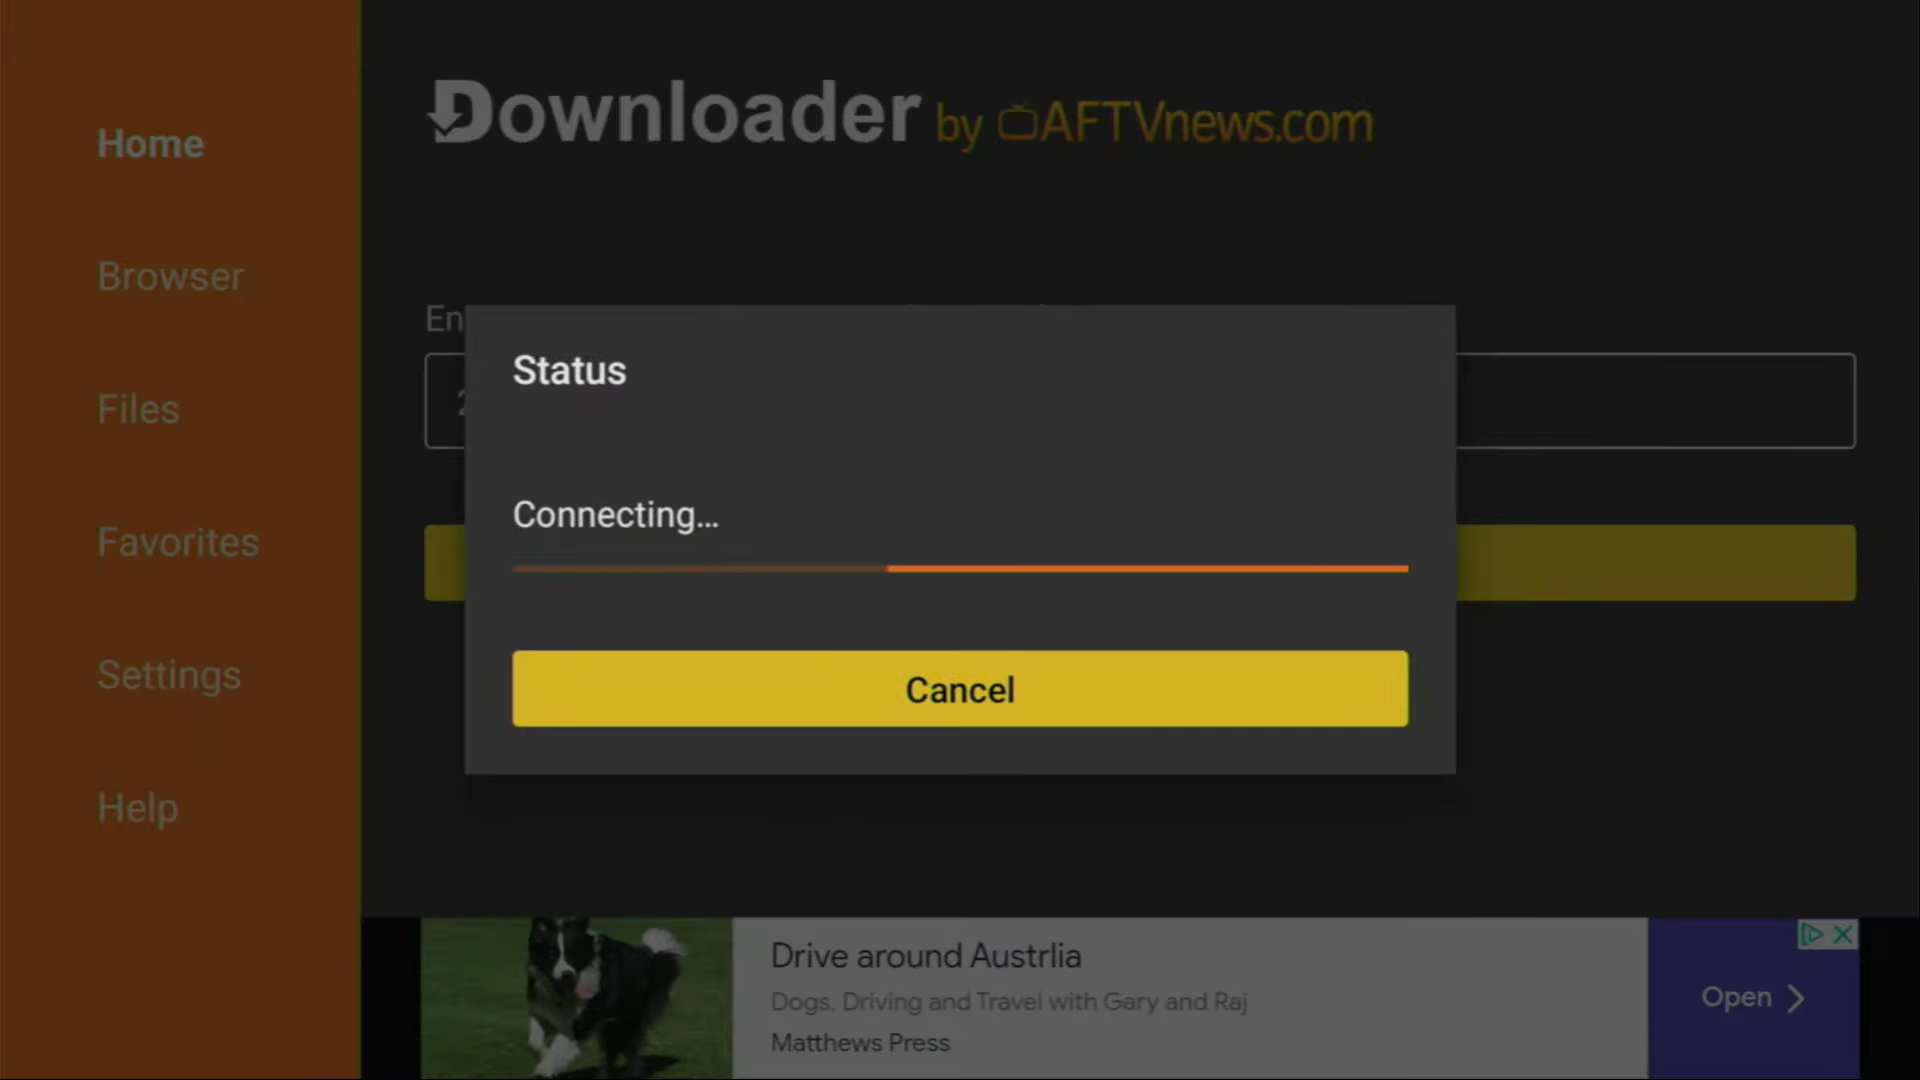 Home
Browser
Files
Favorites
Settings
Help
Downloader by AFTVnews.com
En
Status
Connecting...
Cancel
Drive around Austrlia
Dogs, Driving and Travel with Gary and Raj
Matthews Press
Open